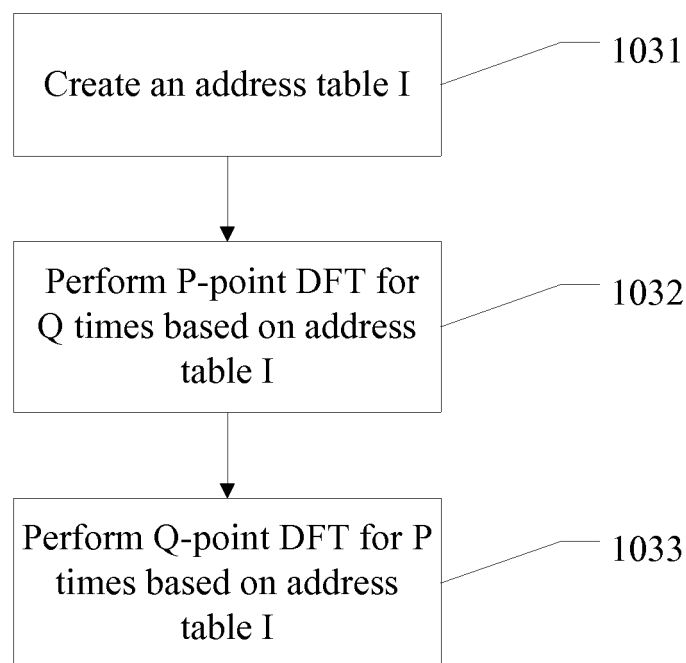 Create an address table I
1031
Perform P-point DFT for
Q times based on address
table I
1032
Perform Q-point DFT for P
times based on address
table I
1033